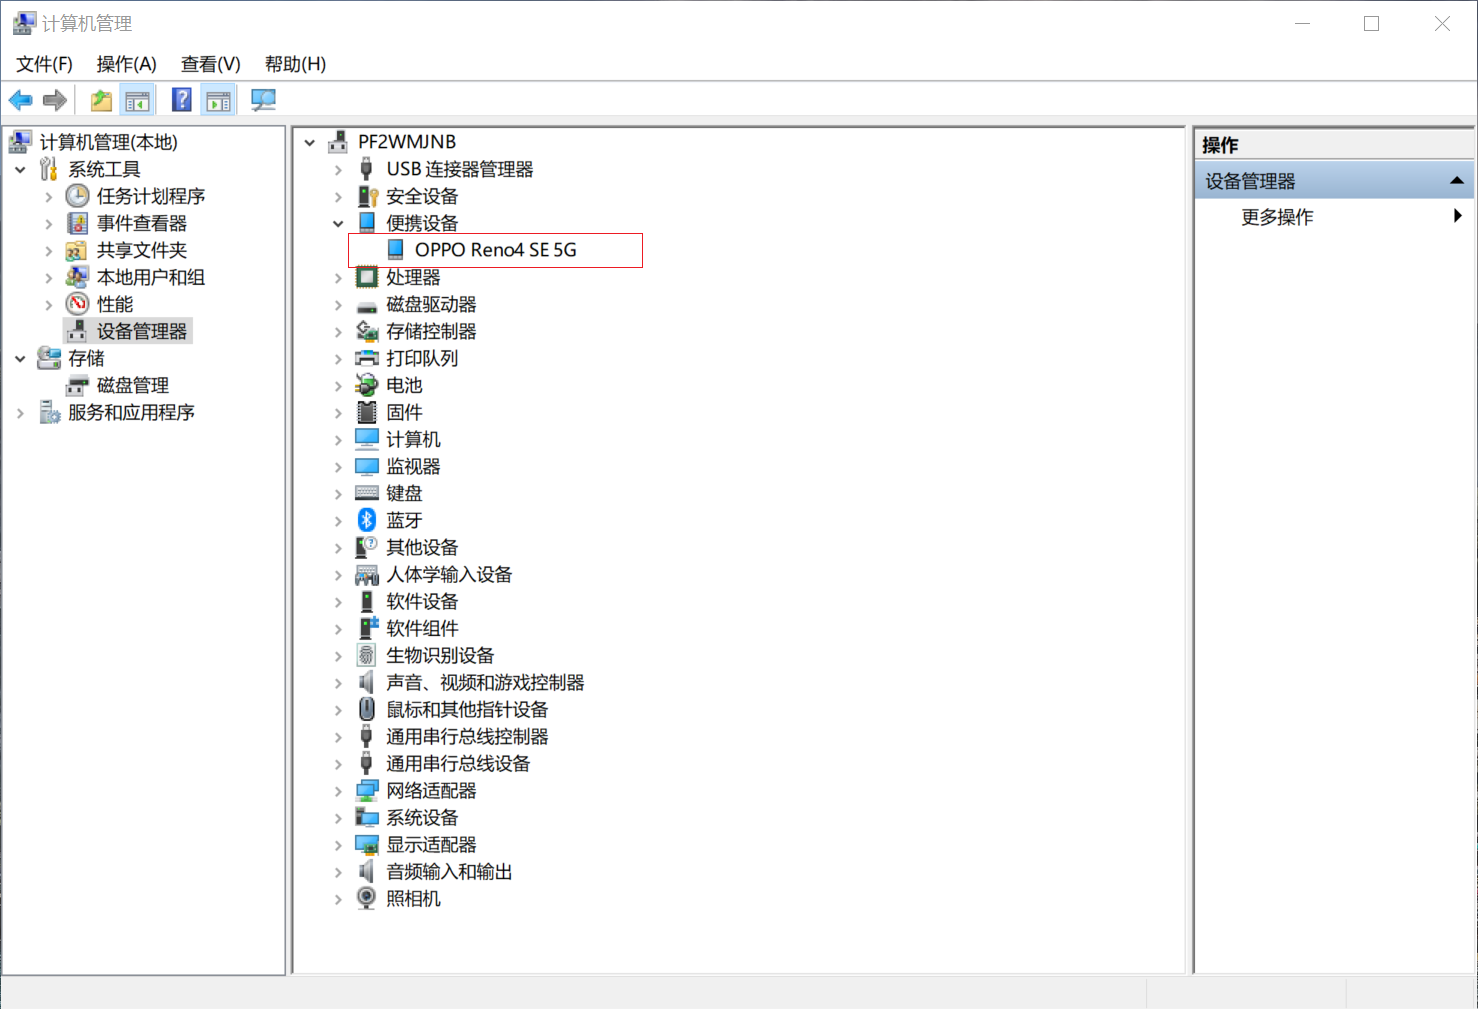 计算机管理
文件(F) 操作(A) 查看(V) 帮助(H)
计算机管理(本地)
系统工具
任务计划程序
事件查看器
共享文件夹
本地用户和组
性能
设备管理器
存储
磁盘管理
服务和应用程序
PF2WMJNB
USB 连接器管理器
安全设备
便携设备
OPPO Reno4 SE 5G
处理器
磁盘驱动器
存储控制器
打印队列
电池
固件
计算机
监视器
键盘
蓝牙
其他设备
人体学输入设备
软件设备
软件组件
生物识别设备
声音、视频和游戏控制器
鼠标和其他指针设备
通用串行总线控制器
通用串行总线设备
网络适配器
系统设备
显示适配器
音频输入和输出
照相机
操作
设备管理器
更多操作